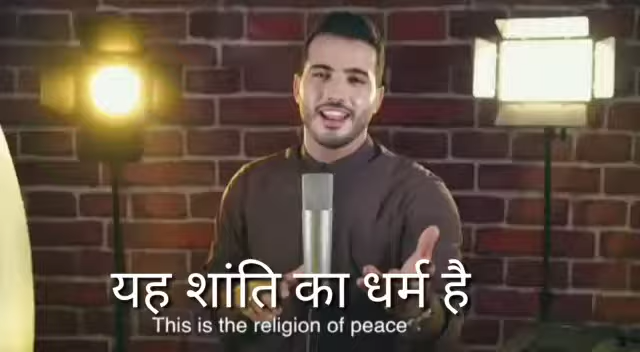 यह शांति का धर्म है
This is the religion of peace